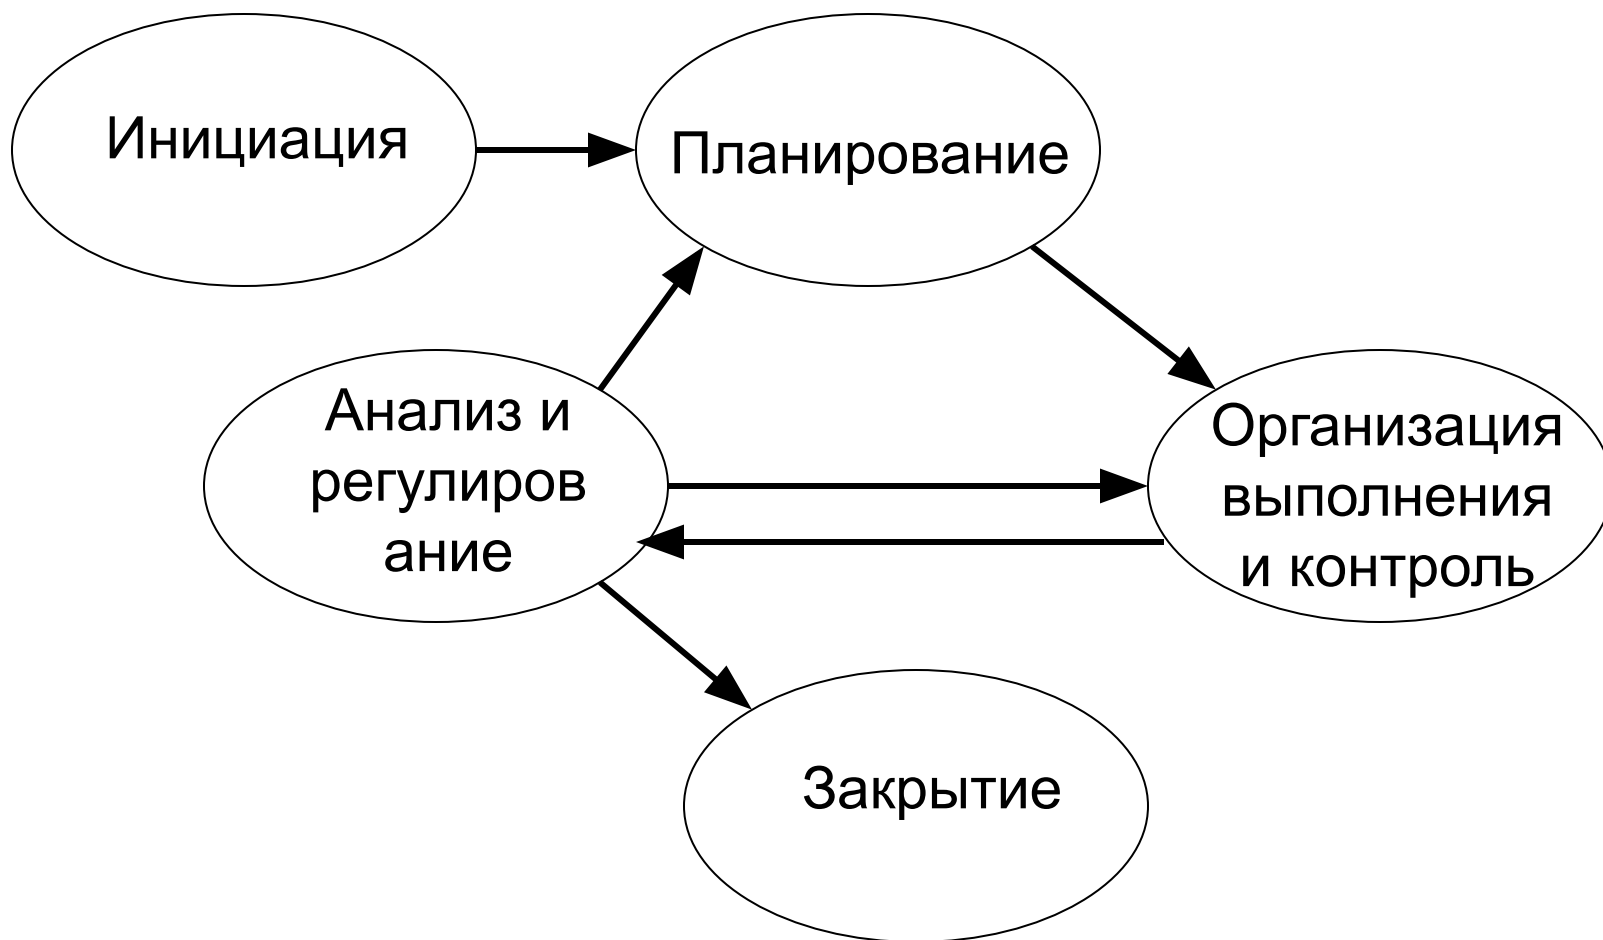 Инициация
Планирование
Анализ и
регулиров
ание
Организация
выполнения
и контроль
Закрытие